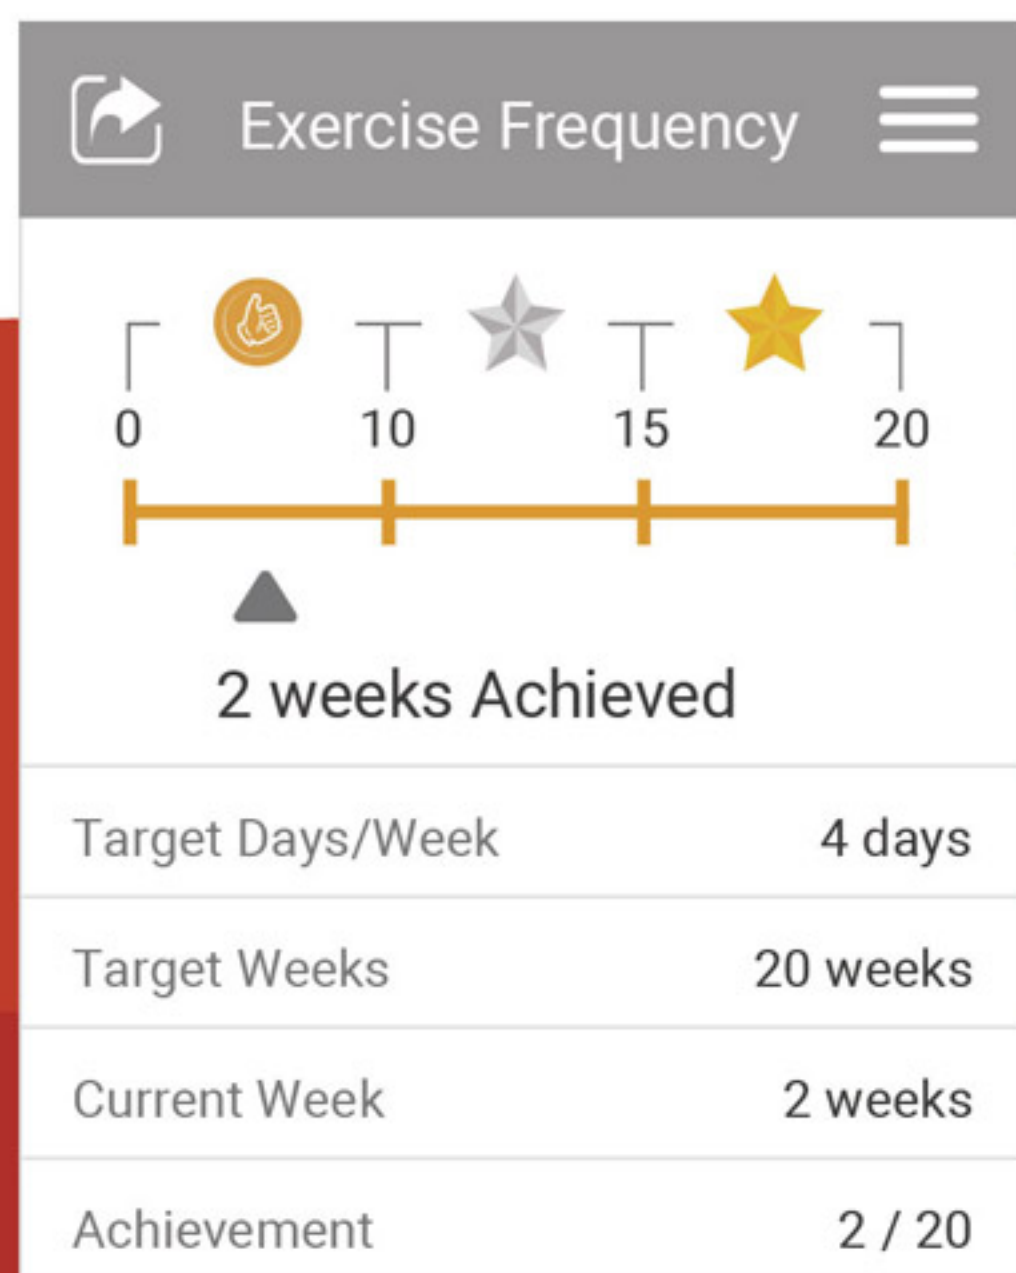 Exercise Frequency
0 10 15 20
2 weeks Achieved
Target Days/Week 4 days
Target Weeks 20 weeks
Current Week 2 weeks
Achievement 2 / 20